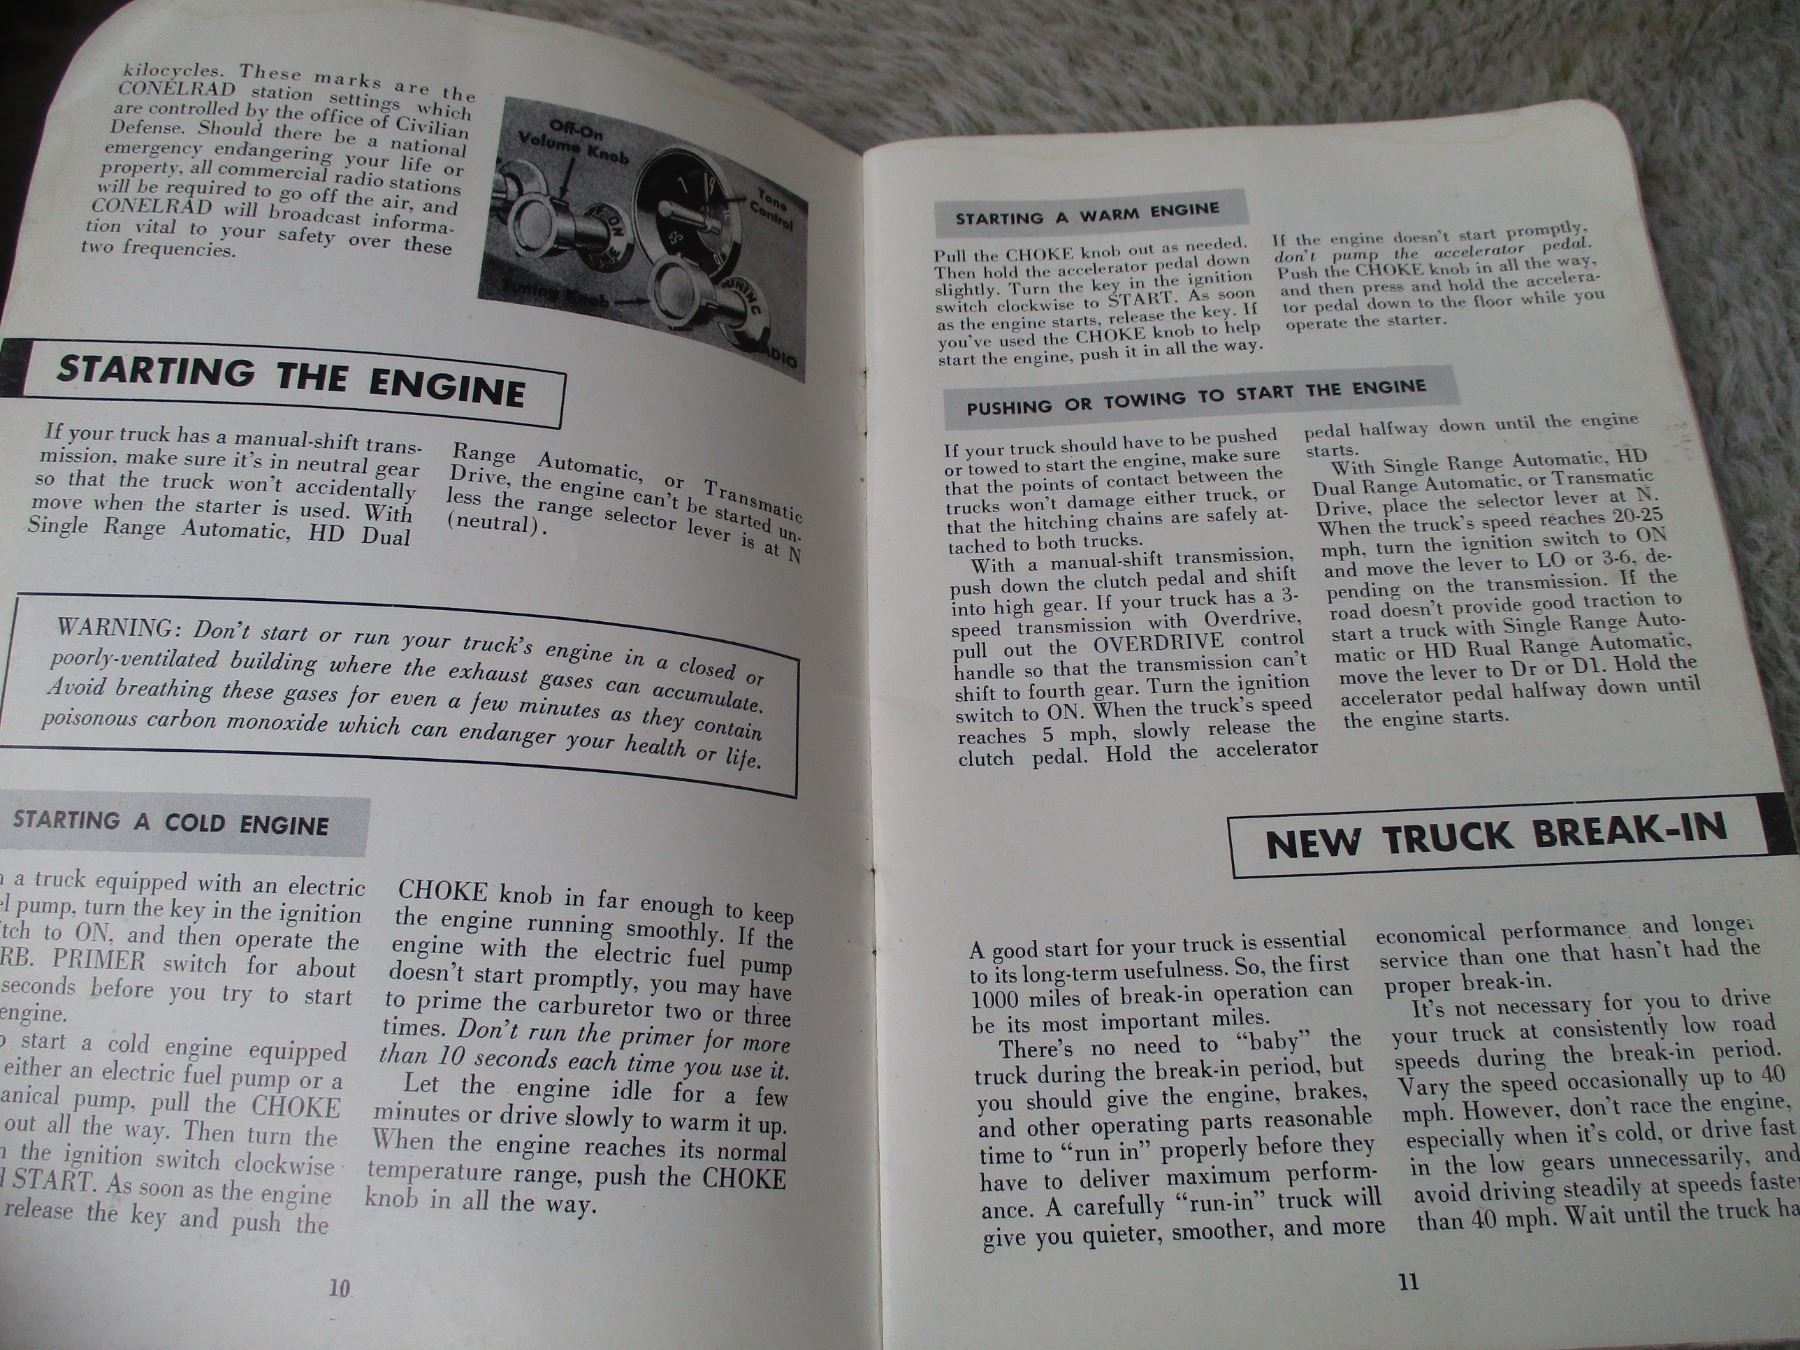 kilocycles. These marks are the
CONELRAD station settings which
are controlled by the office of Civilian
Defense. Should there be a national
emergency endangering your life or
property, all commercial radio stations
will be required to go off the air, and
CONELRAD will broadcast informa-
tion vital to your safety over these
two frequencies.
Off-On
Volume Knob
Tone
Control
Tuning Knob
TUNING
STARTING THE ENGINE
If your truck has a manual-shift trans-
mission, make sure it's in neutral gear
so that the truck won't accidentally
move when the starter is used. With
Single Range Automatic, HD Dual
Range Automatic, or Transmatic
Drive, the engine can't be started un-
less the range selector lever is at N
(neutral).
WARNING: Don't start or run your truck's engine in a closed or
poorly-ventilated building where the exhaust gases can accumulate.
Avoid breathing these gases for even a few minutes as they contain
poisonous carbon monoxide which can endanger your health or life.
STARTING A COLD ENGINE
a truck equipped with an electric
pump, turn the key in the ignition
to ON, and then operate the
PRIMER switch for about
seconds before you try to start
engine.
start a cold engine equipped
either an electric fuel pump or a
pump, pull the CHOKE
out all the way. Then turn the
the ignition switch clockwise
START. As soon as the engine
release the key and push the
CHOKE knob in far enough to keep
the engine running smoothly. If the
engine with the electric fuel pump
doesn't start promptly, you may have
to prime the carburetor two or three
times. Don't run the primer for more
than 10 seconds each time you use it.
Let the engine idle for a few
minutes or drive slowly to warm it up.
When the engine reaches its normal
temperature range, push the CHOKE
knob in all the way.
10
STARTING A WARM ENGINE
Pull the CHOKE knob out as needed.
Then hold the accelerator pedal down
slightly. Turn the key in the ignition
switch clockwise to START. As soon
as the engine starts, release the key. If
you've used the CHOKE knob to help
start the engine, push it in all the way.
If the engine doesn't start promptly,
don't pump the accelerator pedal.
Push the CHOKE knob in all the way,
and then press and hold the accelera-
tor pedal down to the floor while you
operate the starter.
PUSHING OR TOWING TO START THE ENGINE
If your truck should have to be pushed
or towed to start the engine, make sure
that the points of contact between the
trucks won't damage either truck, or
that the hitching chains are safely at-
tached to both trucks.
With a manual-shift transmission,
push down the clutch pedal and shift
into high gear. If your truck has a 3-
speed transmission with Overdrive,
pull out the OVERDRIVE control
handle so that the transmission can't
shift to fourth gear. Turn the ignition
switch to ON. When the truck's speed
reaches 5 mph, slowly release the
clutch pedal. Hold the accelerator
pedal halfway down until the engine
starts.
With Single Range Automatic, HD
Dual Range Automatic, or Transmatic
Drive, place the selector lever at N.
When the truck's speed reaches 20-25
mph, turn the ignition switch to ON
and move the lever to LO or 3-6, de-
pending on the transmission. If the
road doesn't provide good traction to
start a truck with Single Range Auto-
matic or HD Rual Range Automatic,
move the lever to Dr or D1. Hold the
accelerator pedal halfway down until
the engine starts.
NEW TRUCK BREAK-IN
A good start for your truck is essential
to its long-term usefulness. So, the first
1000 miles of break-in operation can
be its most important miles.
There's no need to "baby" the
truck during the break-in period, but
you should give the engine, brakes,
and other operating parts reasonable
time to "run in" properly before they
have to deliver maximum perform-
ance. A carefully "run-in" truck will
give you quieter, smoother, and more
economical performance and longer
service than one that hasn't had the
proper break-in.
It's not necessary for you to drive
your truck at consistently low road
speeds during the break-in period.
Vary the speed occasionally up to 40
mph. However, don't race the engine,
especially when it's cold, or drive fast
in the low gears unnecessarily, and
avoid driving steadily at speeds faster
than 40 mph. Wait until the truck ha
11